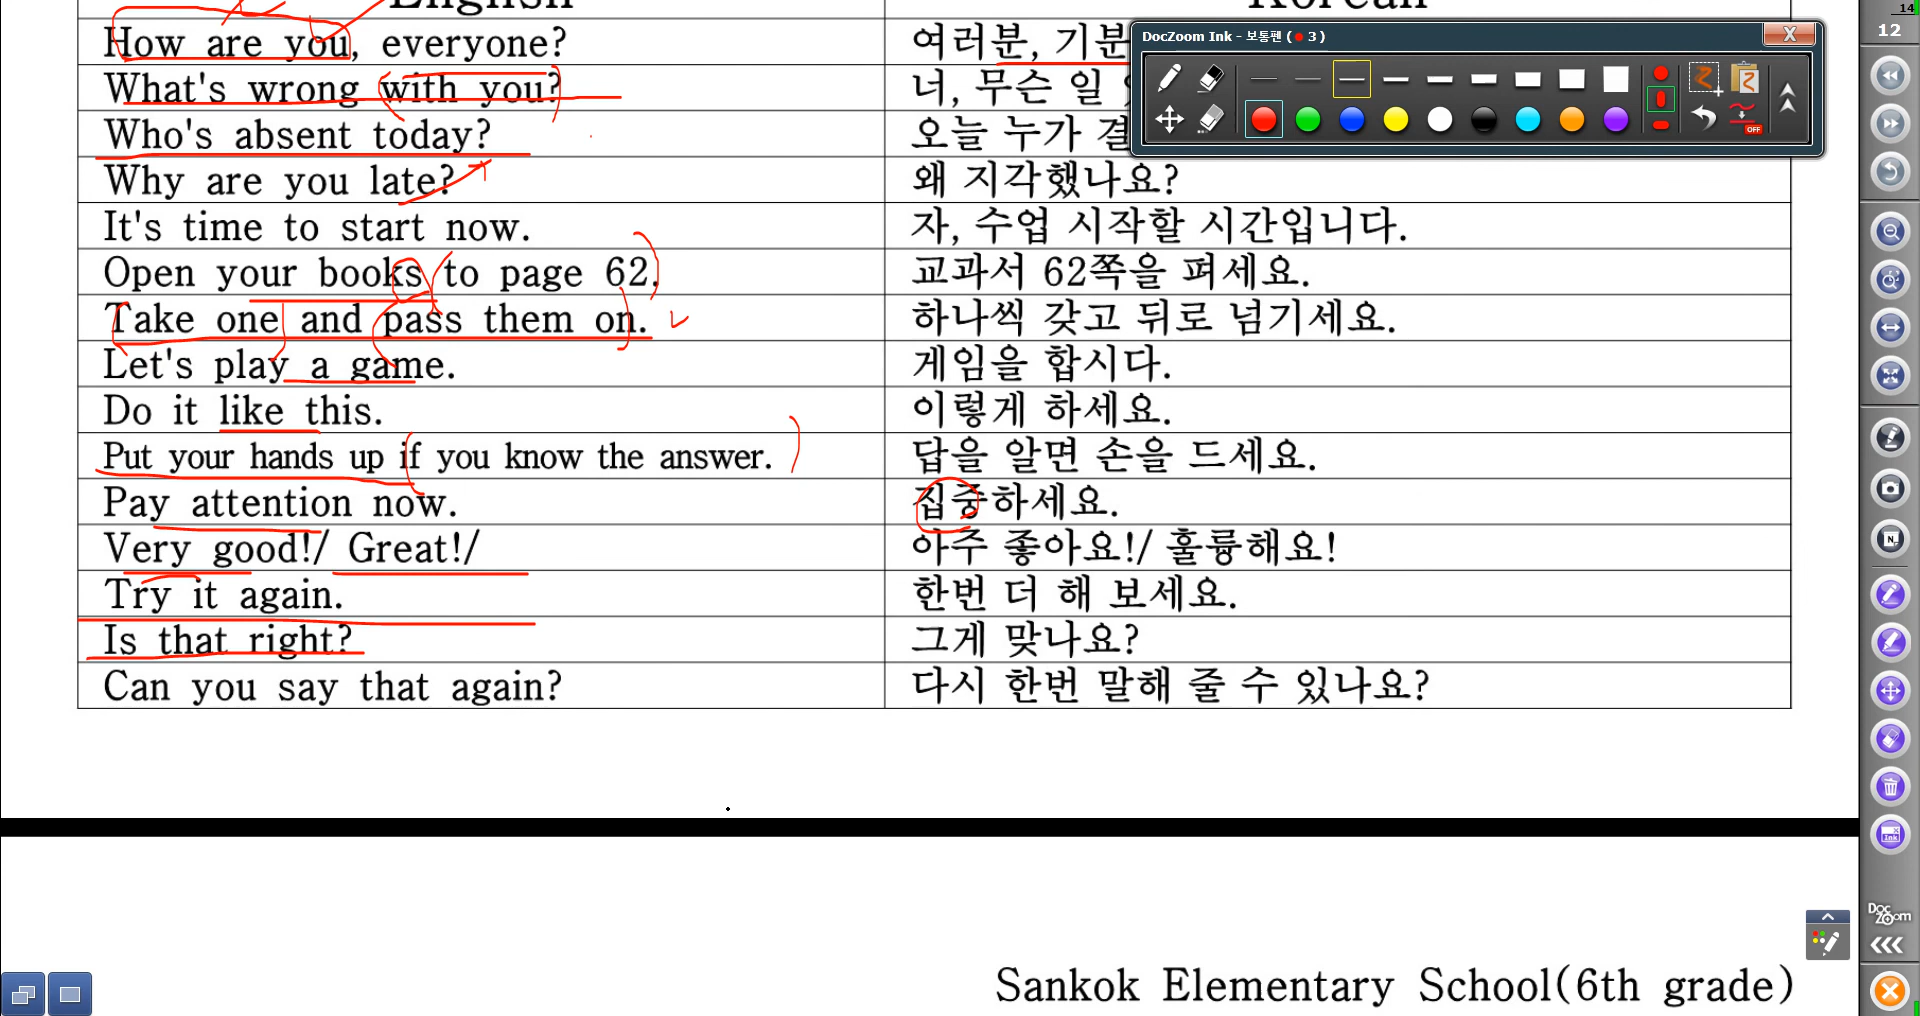 14
12
English Korean
How are you, everyone? 여러분, 기분
DocZoom Ink - 보통펜 ( 3 )
X
What's wrong with you? 너, 무슨 일
Who's absent today? 오늘 누가 결
OFF
Why are you late? 왜 지각했나요?
It's time to start now. 자, 수업 시작할 시간입니다.
Open your books to page 62. 교과서 62쪽을 펴세요.
Take one and pass them on. 하나씩 갖고 뒤로 넘기세요.
Let's play a game. 게임을 합시다.
Do it like this. 이렇게 하세요.
Put your hands up if you know the answer. 답을 알면 손을 드세요.
Pay attention now. 집중하세요.
Very good!/ Great!/ 아주 좋아요!/ 훌륭해요!
Try it again. 한번 더 해 보세요.
Is that right? 그게 맞나요?
Can you say that again? 다시 한번 말해 줄 수 있나요?
N
Ink
Doc Zoom
Sankok Elementary School(6th grade)